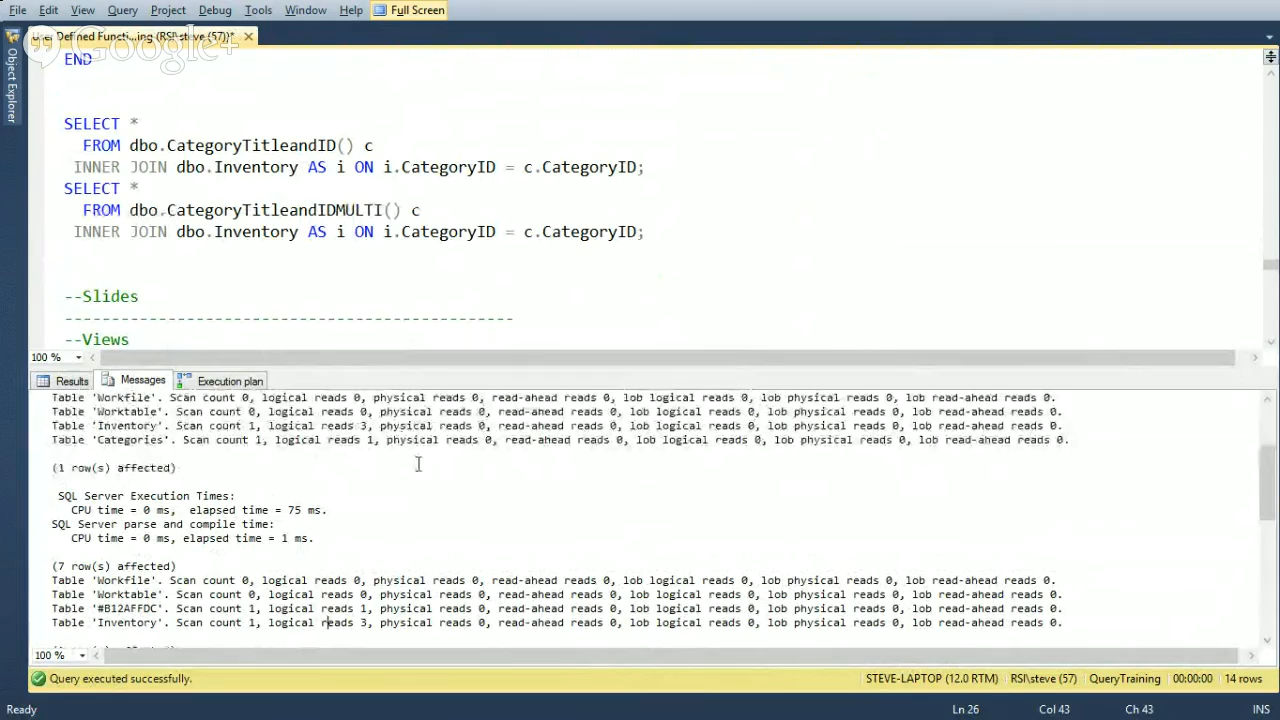 File Edit View Query Project Debug Tools Window Help Full Screen
User Defined Functi...ing (RSI\steve (57))*
Google+
Object Explorer
END
SELECT *
FROM dbo.CategoryTitleandID() c
INNER JOIN dbo.Inventory AS i ON i.CategoryID = c.CategoryID;
SELECT *
FROM dbo.CategoryTitleandIDMULTI() c
INNER JOIN dbo.Inventory AS i ON i.CategoryID = c.CategoryID;
--Slides
------------------------------------------------
--Views
100 %
Results Messages Execution plan
Table 'Workfile'. Scan count 0, logical reads 0, physical reads 0, read-ahead reads 0, lob logical reads 0, lob physical reads 0, lob read-ahead reads 0.
Table 'Worktable'. Scan count 0, logical reads 0, physical reads 0, read-ahead reads 0, lob logical reads 0, lob physical reads 0, lob read-ahead reads 0.
Table 'Inventory'. Scan count 1, logical reads 3, physical reads 0, read-ahead reads 0, lob logical reads 0, lob physical reads 0, lob read-ahead reads 0.
Table 'Categories'. Scan count 1, logical reads 1, physical reads 0, read-ahead reads 0, lob logical reads 0, lob physical reads 0, lob read-ahead reads 0.
(1 row(s) affected)
SQL Server Execution Times:
CPU time = 0 ms, elapsed time = 75 ms.
SQL Server parse and compile time:
CPU time = 0 ms, elapsed time = 1 ms.
(7 row(s) affected)
Table 'Workfile'. Scan count 0, logical reads 0, physical reads 0, read-ahead reads 0, lob logical reads 0, lob physical reads 0, lob read-ahead reads 0.
Table 'Worktable'. Scan count 0, logical reads 0, physical reads 0, read-ahead reads 0, lob logical reads 0, lob physical reads 0, lob read-ahead reads 0.
Table '#B12AFFDC'. Scan count 1, logical reads 1, physical reads 0, read-ahead reads 0, lob logical reads 0, lob physical reads 0, lob read-ahead reads 0.
Table 'Inventory'. Scan count 1, logical reads 3, physical reads 0, read-ahead reads 0, lob logical reads 0, lob physical reads 0, lob read-ahead reads 0.
100 %
Query executed successfully. STEVE-LAPTOP (12.0 RTM) RSI\steve (57) QueryTraining 00:00:00 14 rows
Ready Ln 26 Col 43 Ch 43 INS